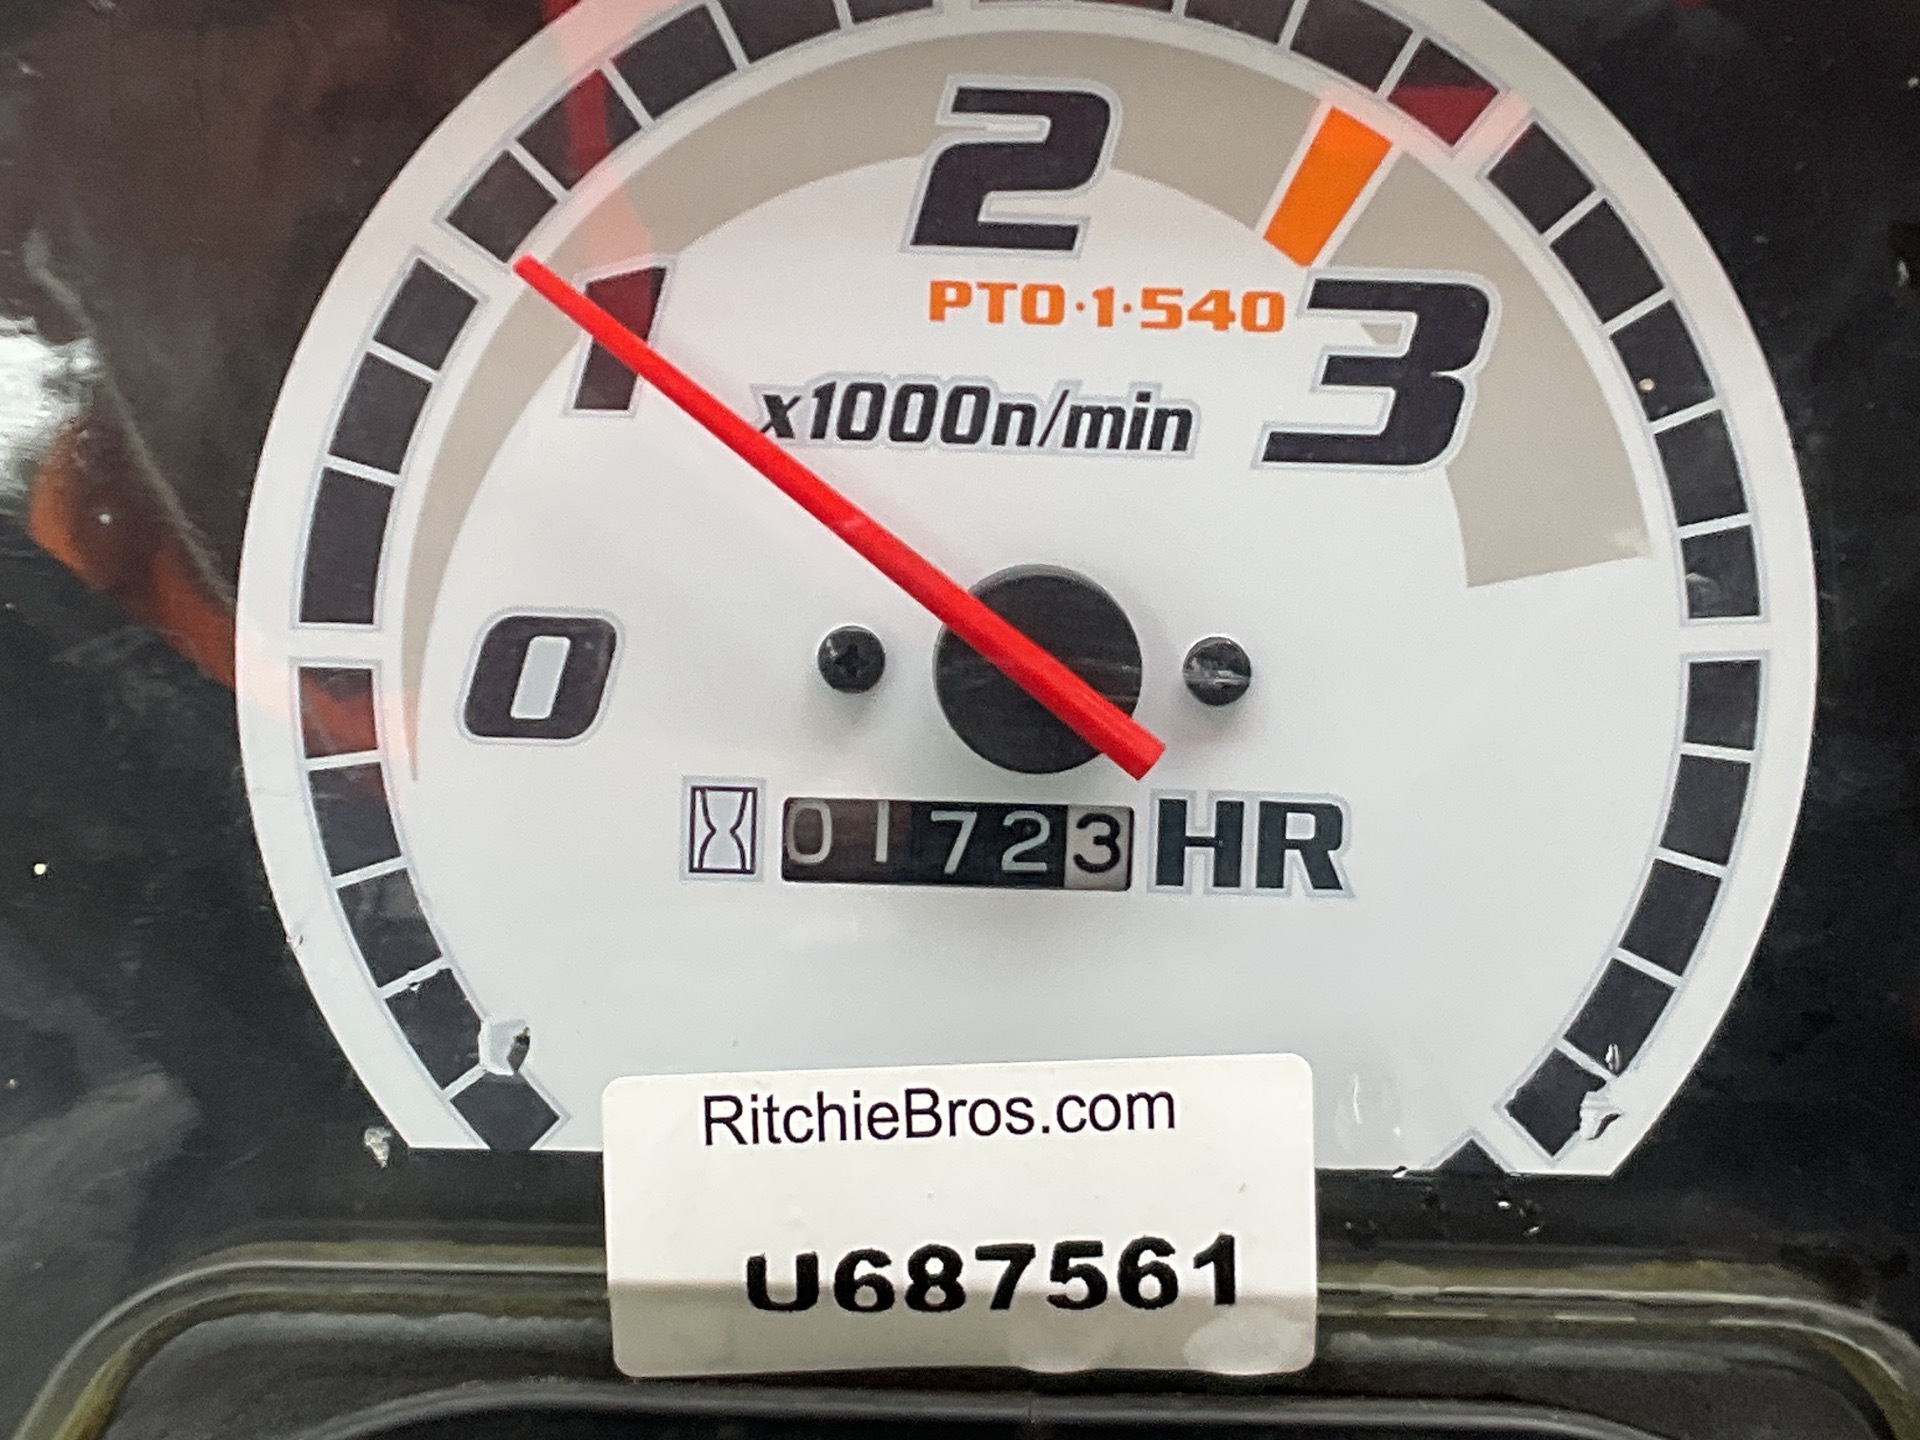 2
PTO·1·540
1
3
x1000n/min
0
01723 HR
RitchieBros.com
U687561